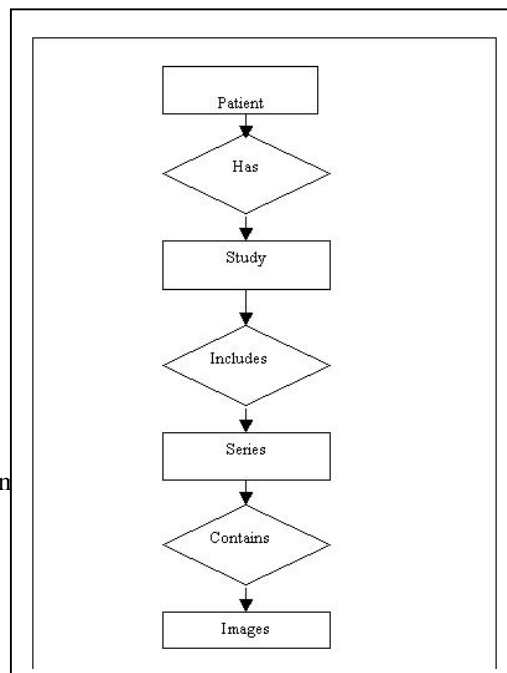 Patient
Has
Study
Includes
Series
n
Contains
Images